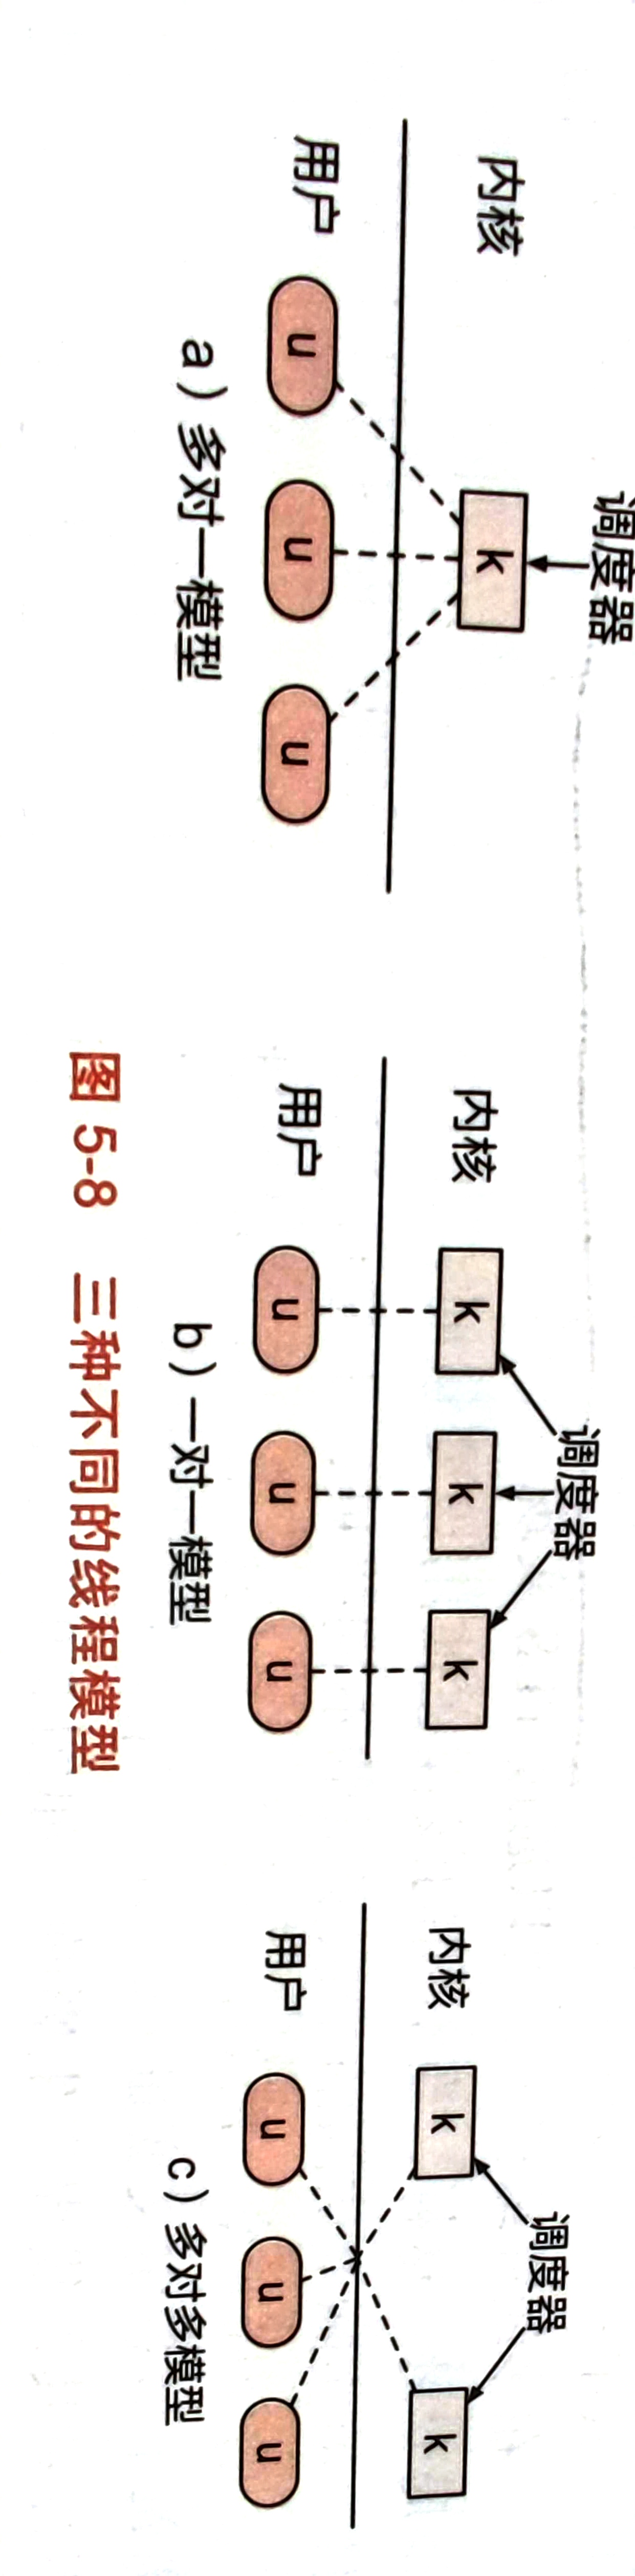 调度器
内核
k
用户
u u u
a）多对一模型
调度器
内核
k k k
用户
u u u
b）一对一模型
调度器
内核
k k
用户
u u u
c）多对多模型
图 5-8 三种不同的线程模型